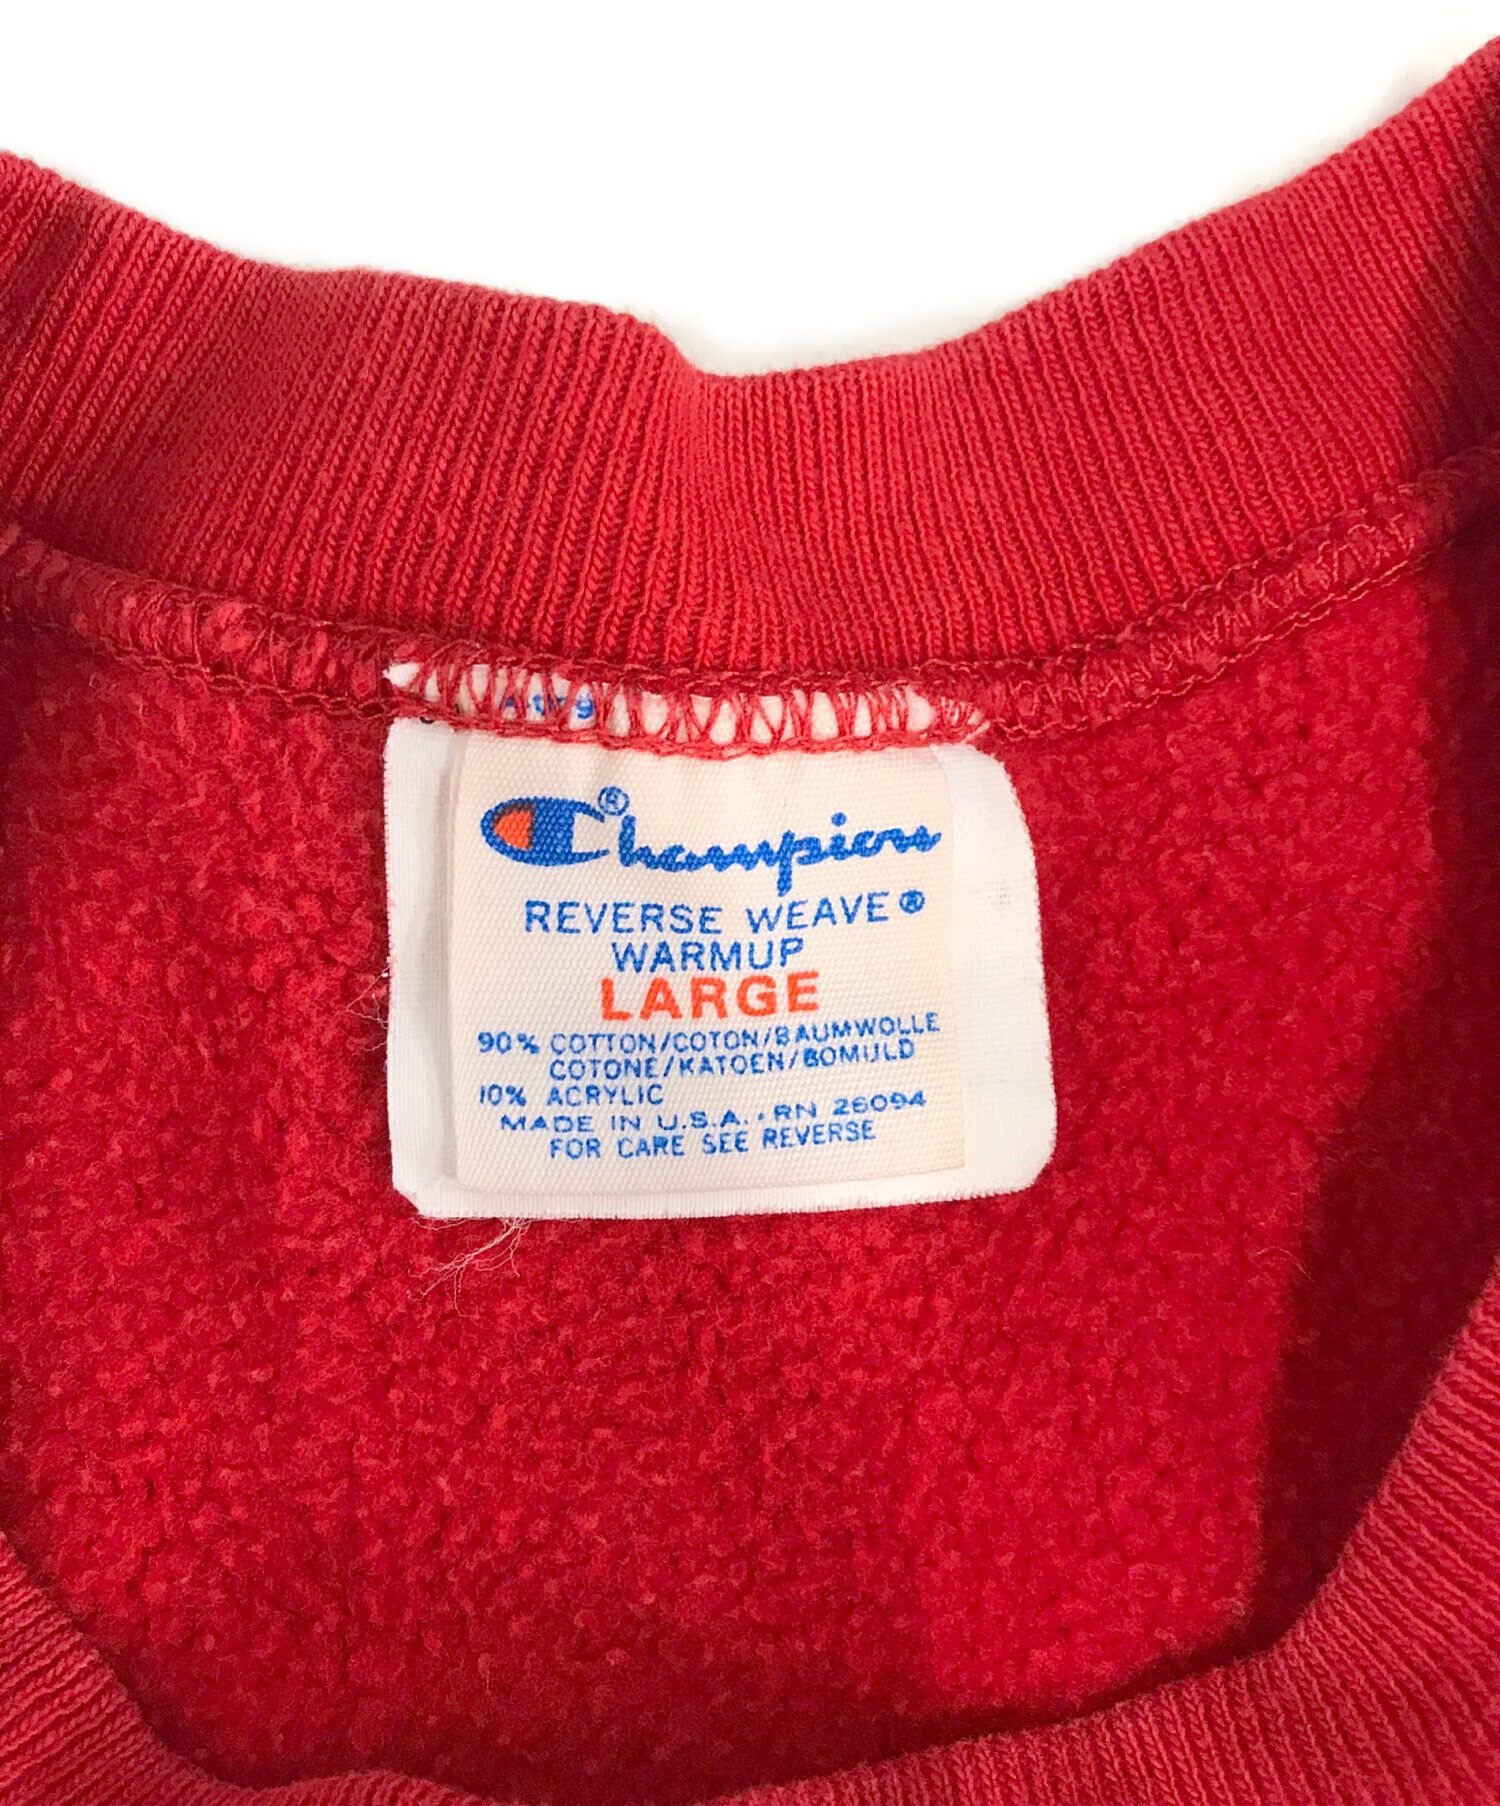 Champion®
REVERSE WEAVE®
WARMUP
LARGE
90% COTTON/COTON/BAUMWOLLE
COTONE/KATOEN/BOMULD
10% ACRYLIC
MADE IN U.S.A. • RN 26094
FOR CARE SEE REVERSE